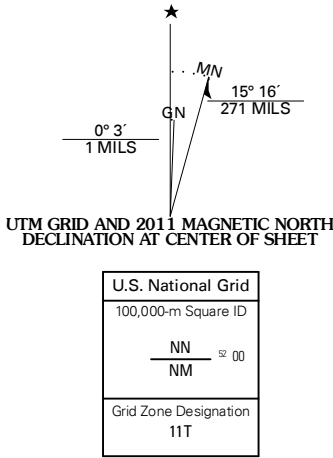 ★
MN
15° 16´
271 MILS
GN
0° 3´
1 MILS
UTM GRID AND 2011 MAGNETIC NORTH
DECLINATION AT CENTER OF SHEET
U.S. National Grid
100,000-m Square ID
NN
52 00
NM
Grid Zone Designation
11T